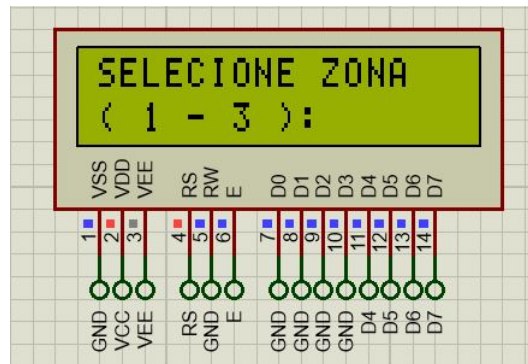 SELECIONE ZONA
( 1 - 3 ):
VSS VDD VEE RS RW E D0 D1 D2 D3 D4 D5 D6 D7
1 2 3 4 5 6 7 8 9 10 11 12 13 14
GND VCC VEE RS GND E GND GND GND GND D4 D5 D6 D7